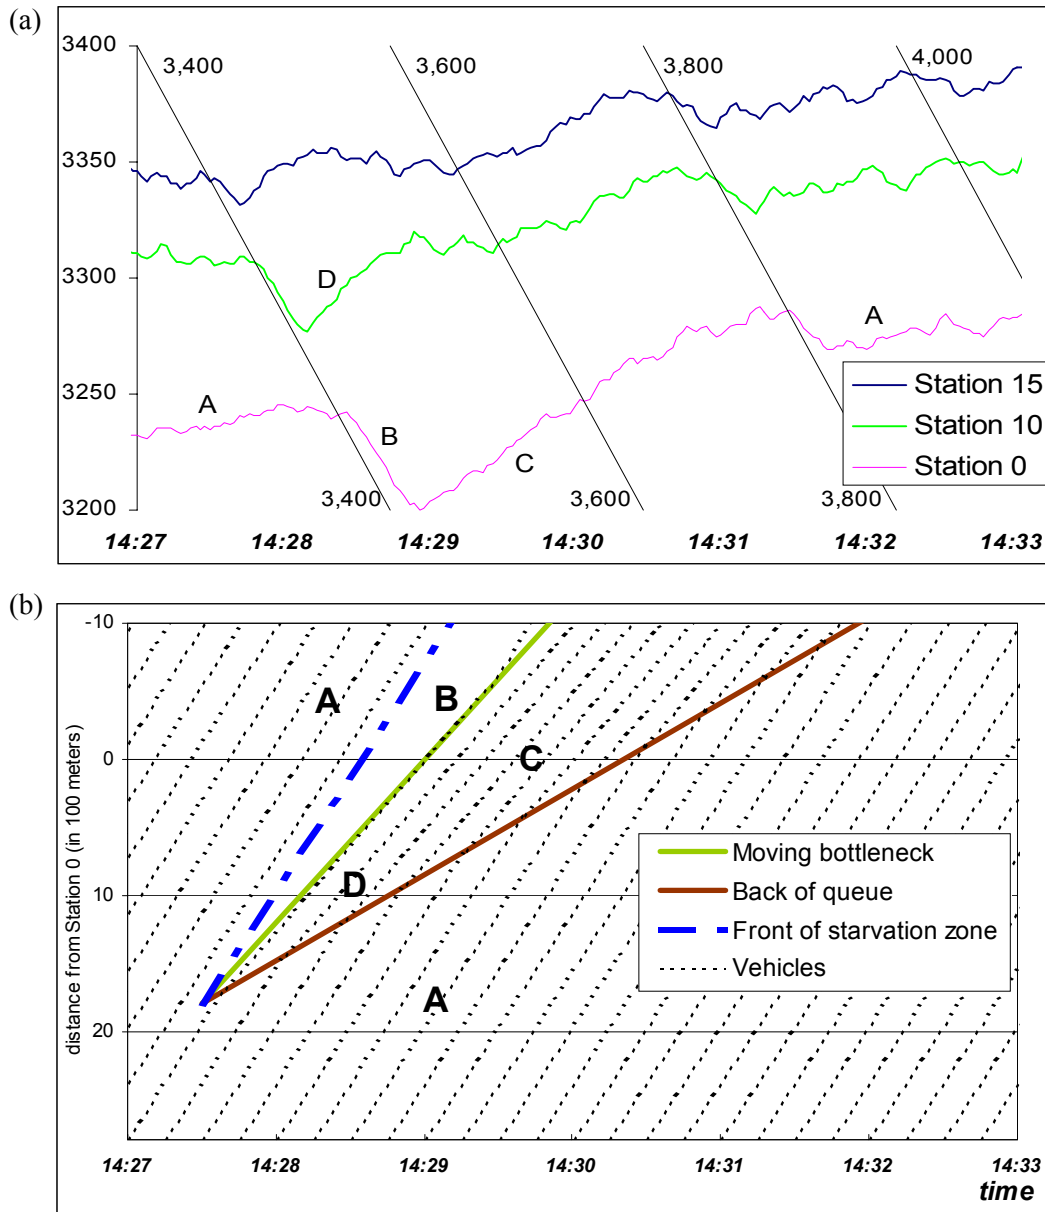 (a)
3400
3350
3300
3250
3200
3,400
3,600
3,800
4,000
D
A
A
B
C
3,400
3,600
3,800
Station 15
Station 10
Station 0
14:27 14:28 14:29 14:30 14:31 14:32 14:33
(b)
distance from Station 0 (in 100 meters)
-10
0
10
20
A
B
C
D
A
Moving bottleneck
Back of queue
Front of starvation zone
Vehicles
14:27 14:28 14:29 14:30 14:31 14:32 14:33
time